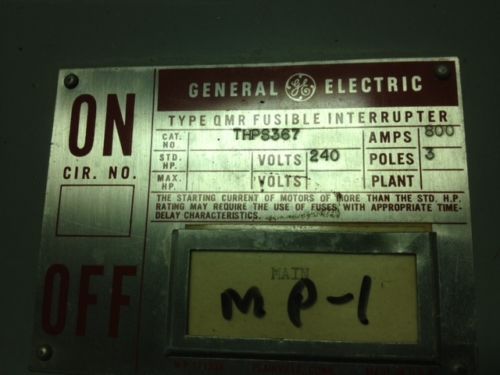 GENERAL GE ELECTRIC
ON
TYPE QMR FUSIBLE INTERRUPTER
CAT. NO. THPS367 AMPS 800
STD. HP. VOLTS 240 POLES 3
MAX. HP. VOLTS PLANT
CIR. NO.
THE STARTING CURRENT OF MOTORS OF MORE THAN THE STD. H.P.
RATING MAY REQUIRE THE USE OF FUSES WITH APPROPRIATE TIME-
DELAY CHARACTERISTICS.
OFF
MAIN
MP-1